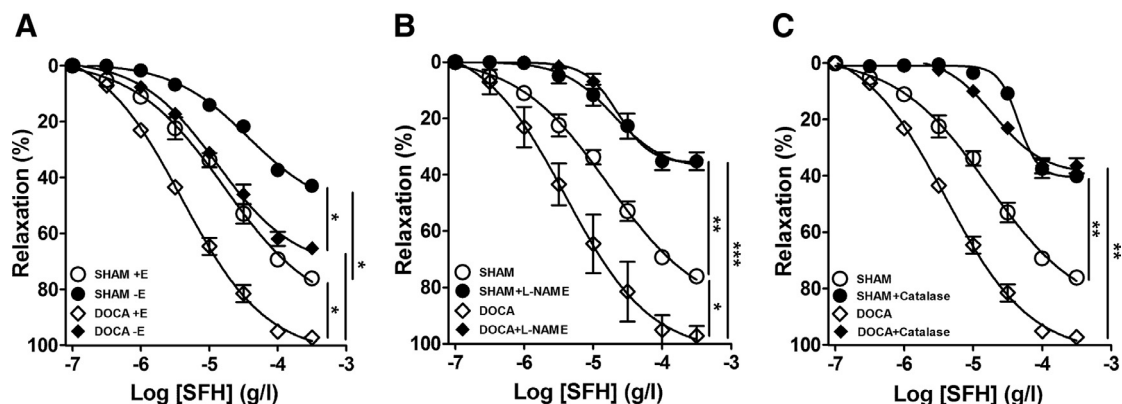 A
0
20
40
60
80
100
Relaxation (%)
SHAM +E
SHAM -E
DOCA +E
DOCA -E
*
*
*
-7 -6 -5 -4 -3
Log [SFH] (g/l)
B
0
20
40
60
80
100
Relaxation (%)
SHAM
SHAM+L-NAME
DOCA
DOCA+L-NAME
**
***
*
-7 -6 -5 -4 -3
Log [SFH] (g/l)
C
0
20
40
60
80
100
Relaxation (%)
SHAM
SHAM+Catalase
DOCA
DOCA+Catalase
**
**
-7 -6 -5 -4 -3
Log [SFH] (g/l)